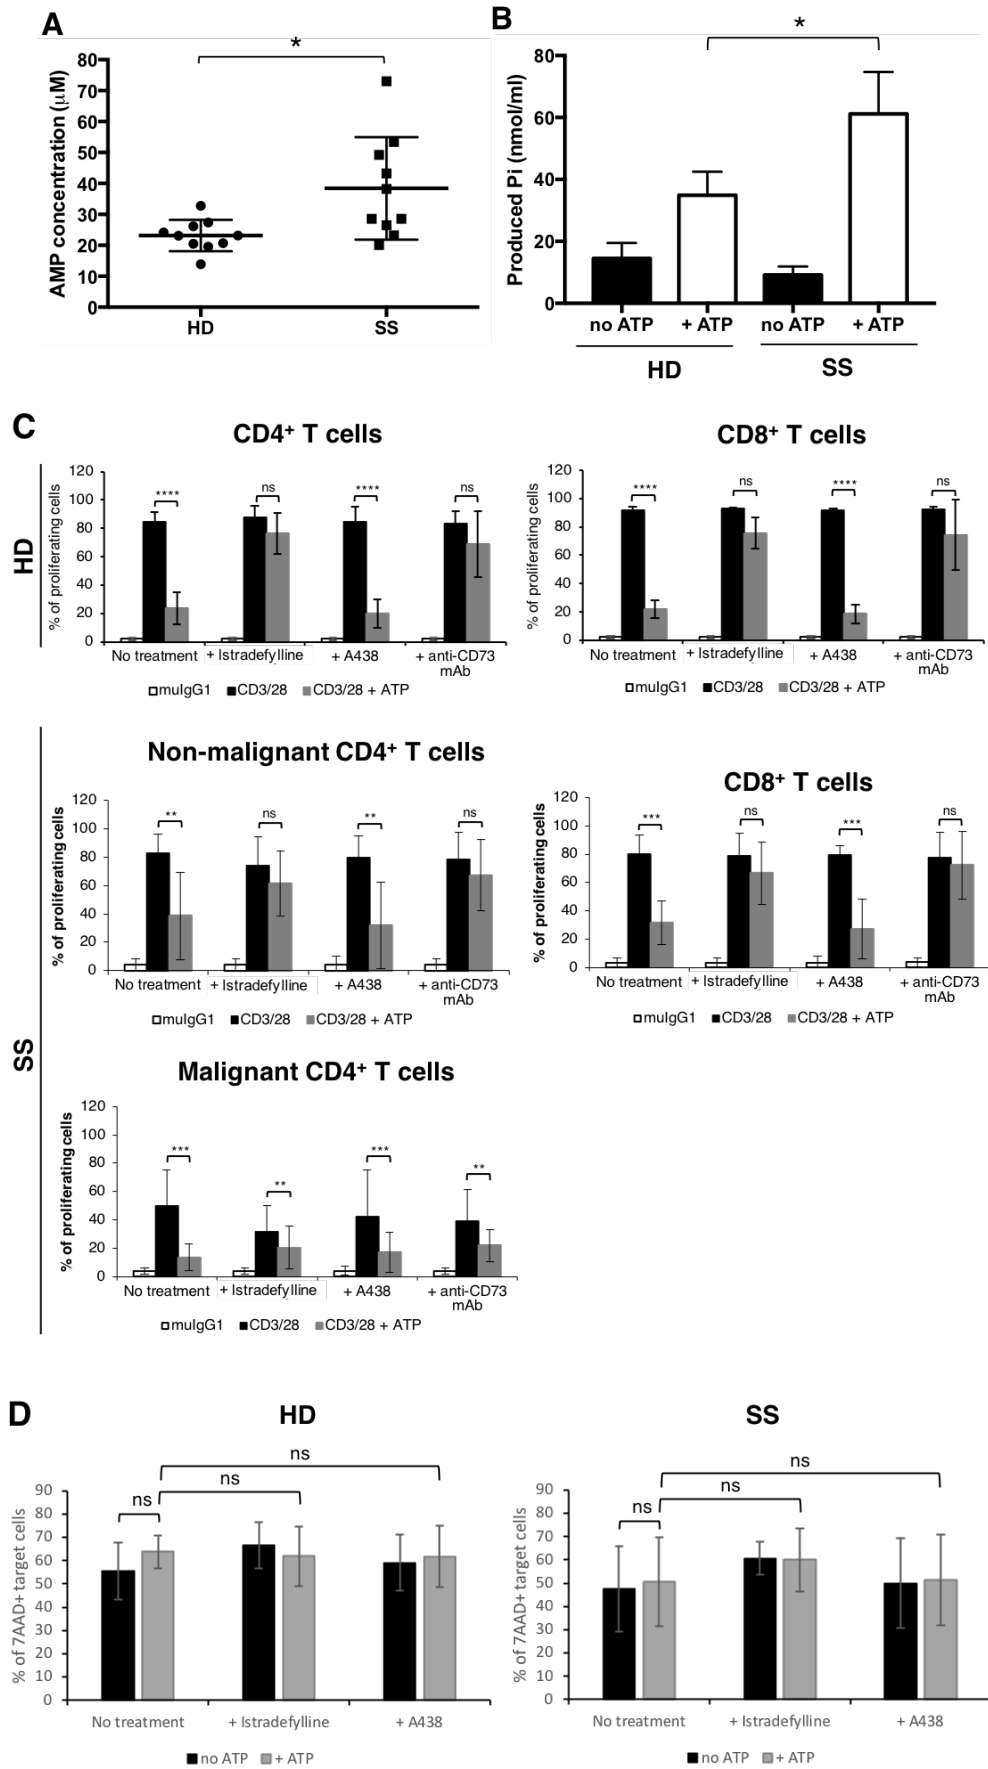 A
*
AMP concentration (µM)
80
70
60
50
40
30
20
10
0
HD
SS
B
*
Produced Pi (nmol/ml)
80
60
40
20
0
no ATP
+ ATP
no ATP
+ ATP
HD
SS
C
HD
CD4+ T cells
% of proliferating cells
120
100
80
60
40
20
0
****
ns
****
ns
No treatment
+ Istradefylline
+ A438
+ anti-CD73
mAb
muIgG1
CD3/28
CD3/28 + ATP
CD8+ T cells
% of proliferating cells
120
100
80
60
40
20
0
****
ns
****
ns
No treatment
+ Istradefylline
+ A438
+ anti-CD73
mAb
muIgG1
CD3/28
CD3/28 + ATP
SS
Non-malignant CD4+ T cells
% of proliferating cells
120
100
80
60
40
20
0
**
ns
**
ns
No treatment
+ Istradefylline
+ A438
+ anti-CD73
mAb
muIgG1
CD3/28
CD3/28 + ATP
CD8+ T cells
% of proliferating cells
120
100
80
60
40
20
0
***
ns
***
ns
No treatment
+ Istradefylline
+ A438
+ anti-CD73
mAb
muIgG1
CD3/28
CD3/28 + ATP
Malignant CD4+ T cells
% of proliferating cells
120
100
80
60
40
20
0
***
**
***
**
No treatment
+ Istradefylline
+ A438
+ anti-CD73
mAb
muIgG1
CD3/28
CD3/28 + ATP
D
HD
% of 7AAD+ target cells
90
80
70
60
50
40
30
20
10
0
ns
ns
ns
No treatment
+ Istradefylline
+ A438
no ATP
+ ATP
SS
% of 7AAD+ target cells
90
80
70
60
50
40
30
20
10
0
ns
ns
ns
No treatment
+ Istradefylline
+ A438
no ATP
+ ATP